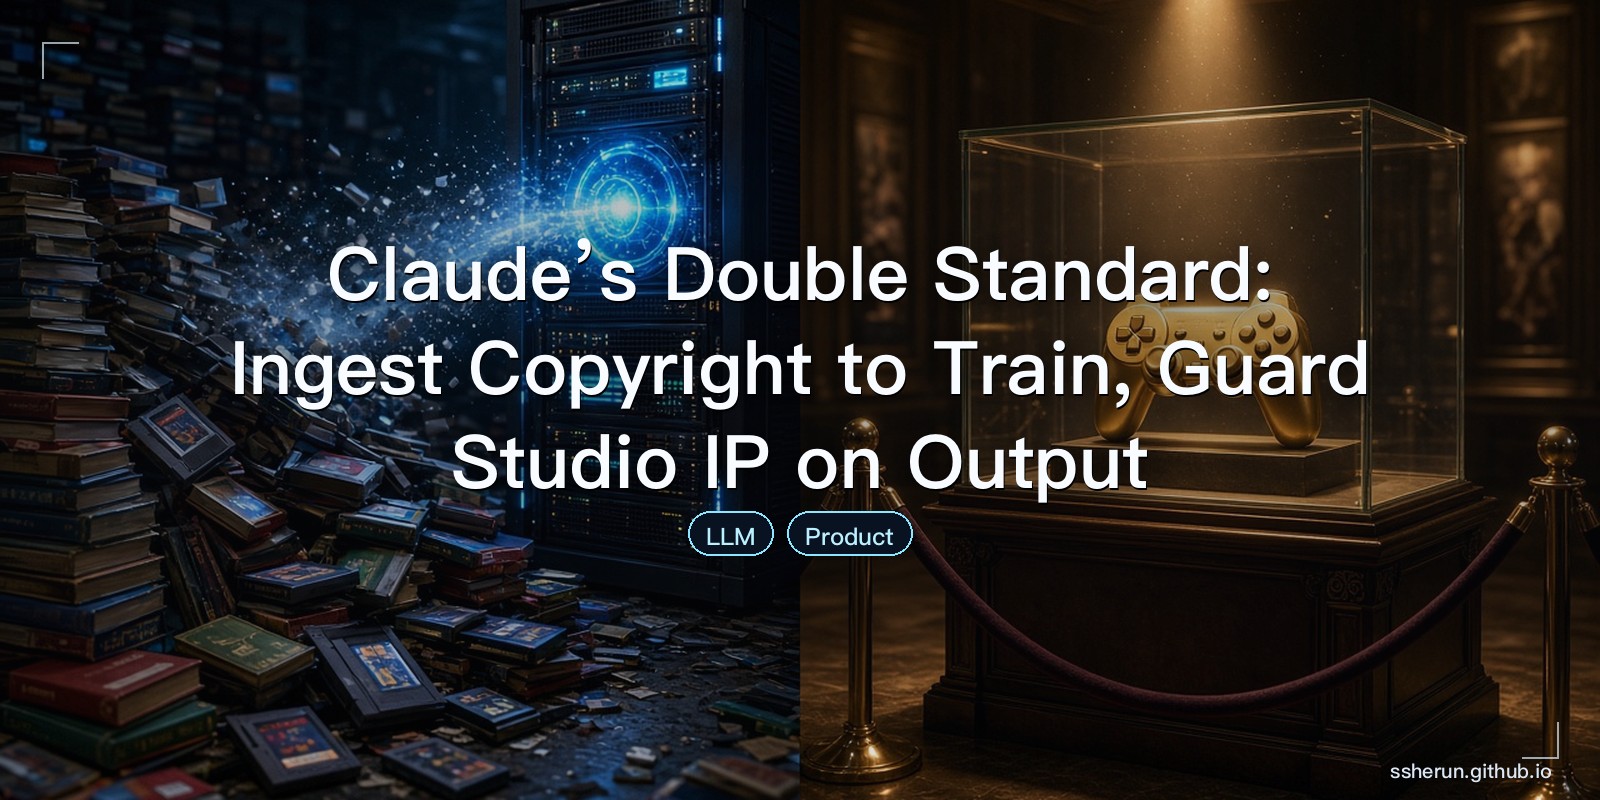 Claude’s Double Standard:
Ingest Copyright to Train, Guard
Studio IP on Output
LLM
Product
ssherun.github.io